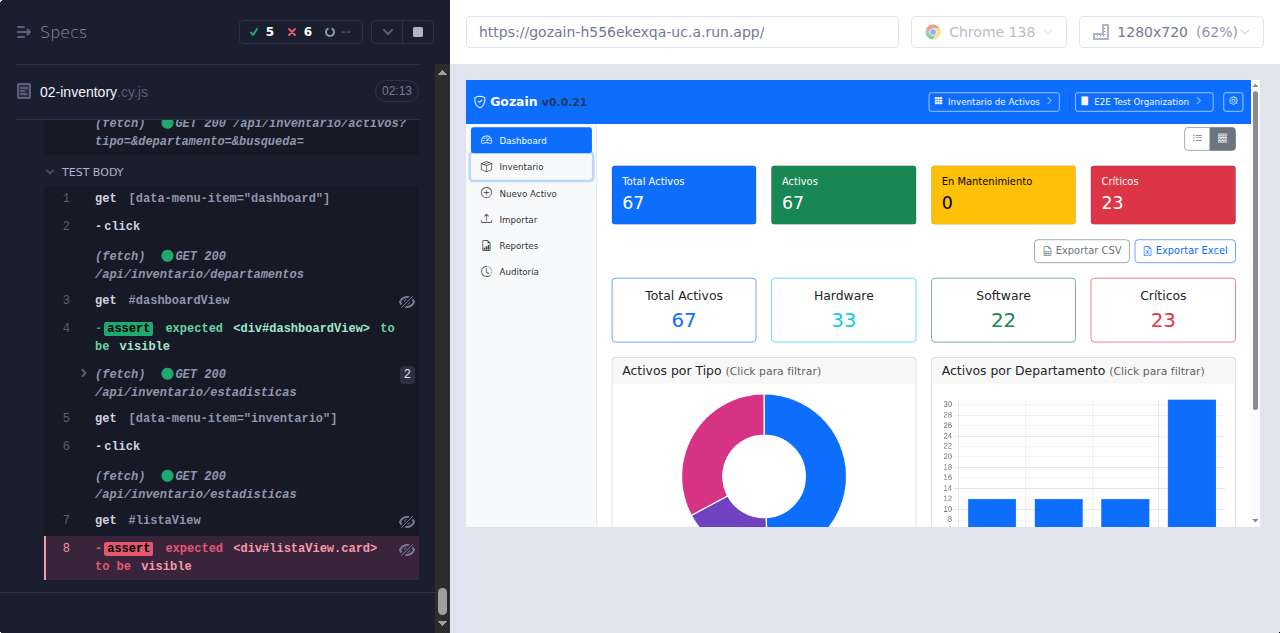 Specs
5
6
--
02-inventory.cy.js
02:13
(fetch) GET 200 /api/inventario/activos?
tipo=&departamento=&busqueda=
TEST BODY
1 get [data-menu-item="dashboard"]
2 -click
(fetch) GET 200
/api/inventario/departamentos
3 get #dashboardView
4 -assert expected <div#dashboardView> to
be visible
(fetch) GET 200 2
/api/inventario/estadisticas
5 get [data-menu-item="inventario"]
6 -click
(fetch) GET 200
/api/inventario/estadisticas
7 get #listaView
8 -assert expected <div#listaView.card>
to be visible
https://gozain-h556ekexqa-uc.a.run.app/
Chrome 138
1280x720 (62%)
Gozain v0.0.21
Inventario de Activos
E2E Test Organization
Dashboard
Inventario
Nuevo Activo
Importar
Reportes
Auditoría
Total Activos
67
Activos
67
En Mantenimiento
0
Críticos
23
Exportar CSV
Exportar Excel
Total Activos
67
Hardware
33
Software
22
Críticos
23
Activos por Tipo (Click para filtrar)
Activos por Departamento (Click para filtrar)
30
28
26
24
22
20
18
16
14
12
10
8